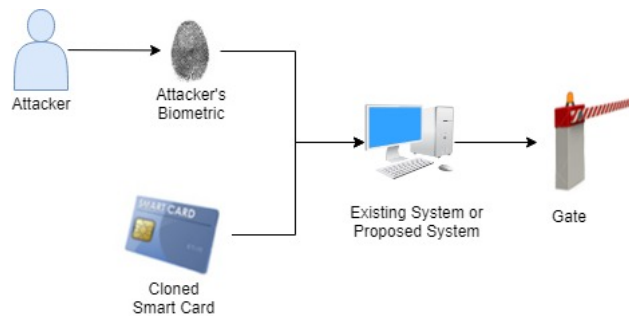 Attacker
Attacker's
Biometric
SMART CARD
Existing System or
Proposed System
Gate
Cloned
Smart Card